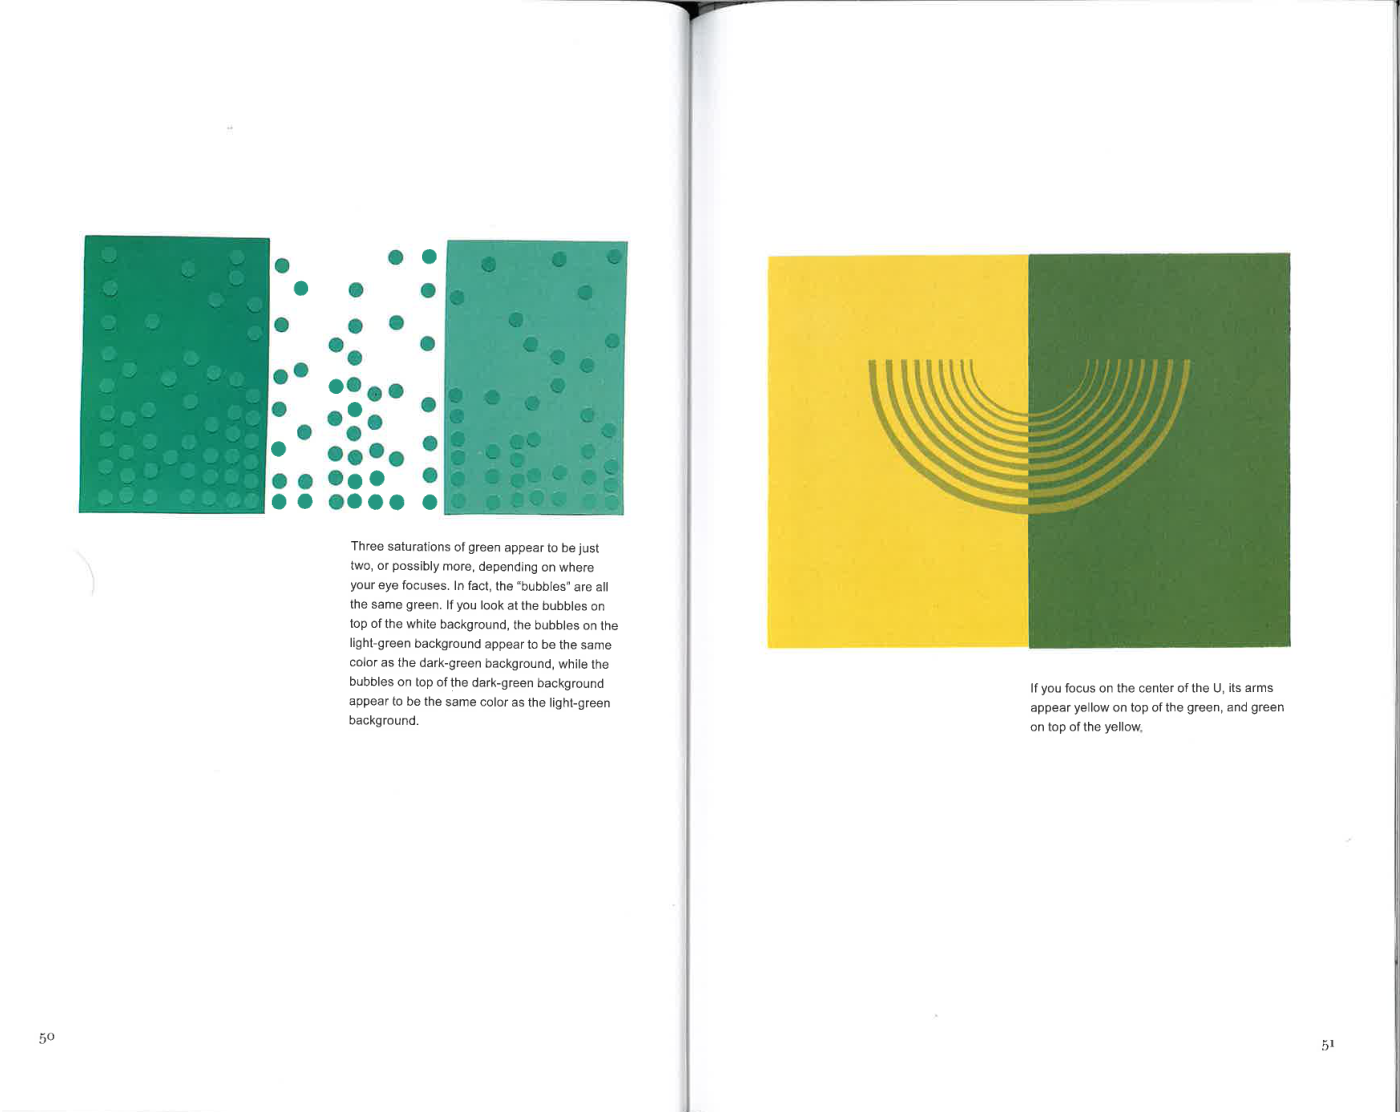 Three saturations of green appear to be just
two, or possibly more, depending on where
your eye focuses. In fact, the "bubbles" are all
the same green. If you look at the bubbles on
top of the white background, the bubbles on the
light-green background appear to be the same
color as the dark-green background, while the
bubbles on top of the dark-green background
appear to be the same color as the light-green
background.
50
If you focus on the center of the U, its arms
appear yellow on top of the green, and green
on top of the yellow.
51